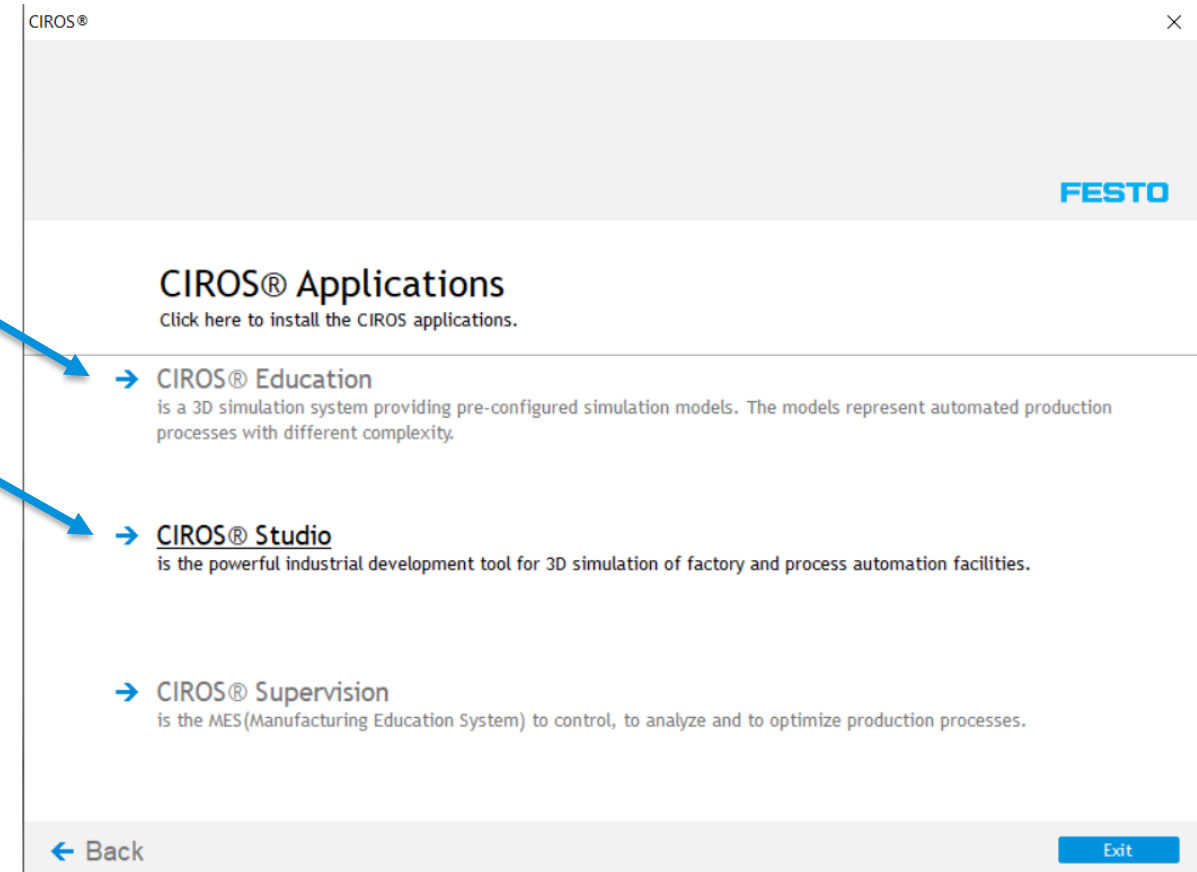 CIROS®
FESTO
CIROS® Applications
Click here to install the CIROS applications.
CIROS® Education
is a 3D simulation system providing pre-configured simulation models. The models represent automated production
processes with different complexity.
CIROS® Studio
is the powerful industrial development tool for 3D simulation of factory and process automation facilities.
CIROS® Supervision
is the MES(Manufacturing Education System) to control, to analyze and to optimize production processes.
Back
Exit